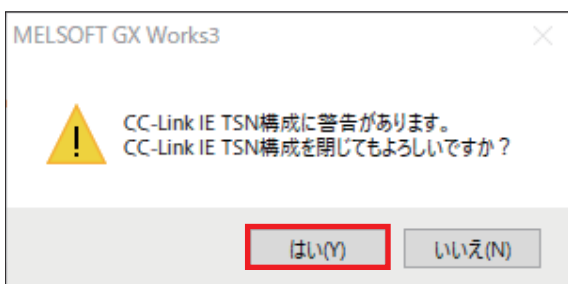 MELSOFT GX Works3
CC-Link IE TSN構成に警告があります。
CC-Link IE TSN構成を閉じてもよろしいですか？
はい(Y)
いいえ(N)